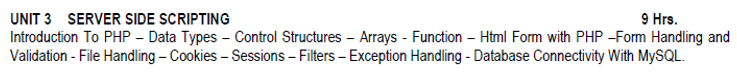 UNIT 3 SERVER SIDE SCRIPTING 9 Hrs.
Introduction To PHP – Data Types – Control Structures – Arrays - Function – Html Form with PHP –Form Handling and
Validation - File Handling – Cookies – Sessions – Filters – Exception Handling - Database Connectivity With MySQL.